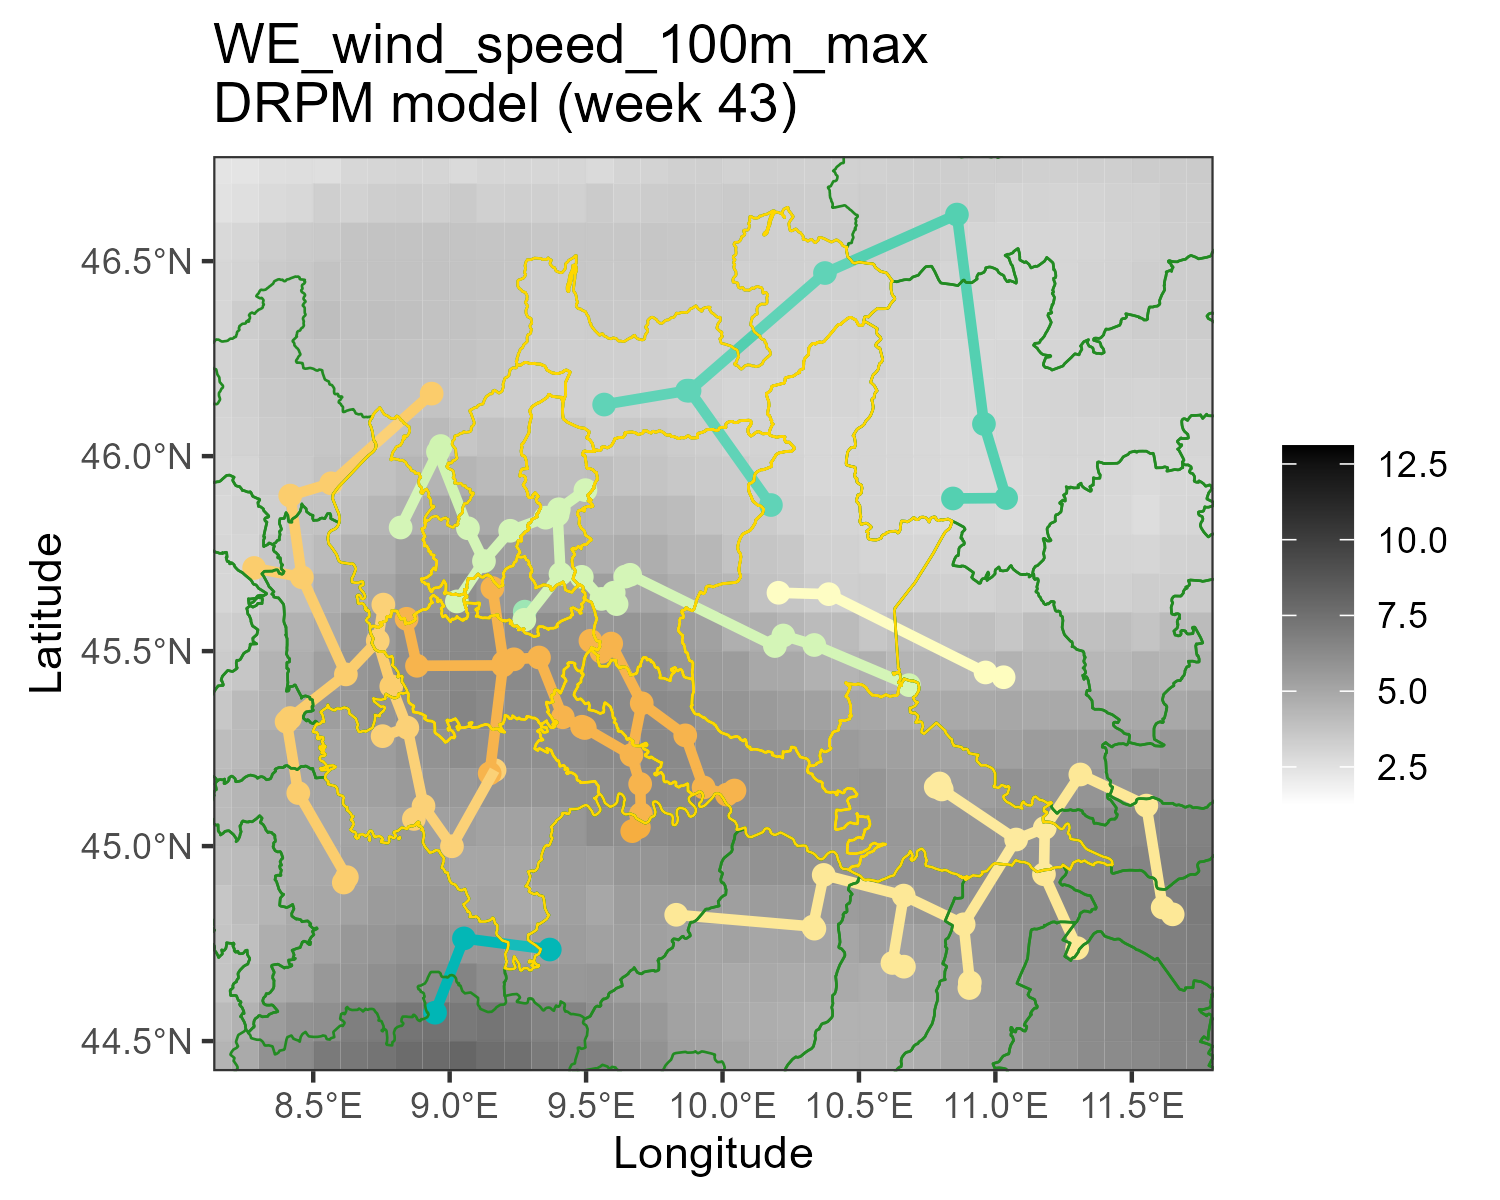 WE_wind_speed_100m_max
DRPM model (week 43)
46.5°N
46.0°N
45.5°N
45.0°N
44.5°N
Latitude
8.5°E 9.0°E 9.5°E 10.0°E 10.5°E 11.0°E 11.5°E
Longitude
12.5
10.0
7.5
5.0
2.5